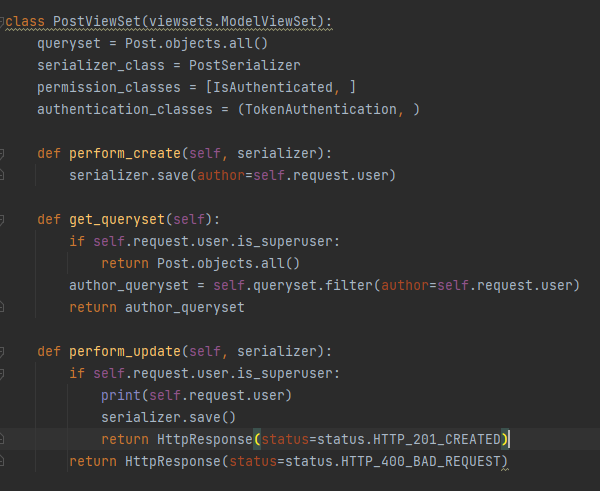 class PostViewSet(viewsets.ModelViewSet):
    queryset = Post.objects.all()
    serializer_class = PostSerializer
    permission_classes = [IsAuthenticated, ]
    authentication_classes = (TokenAuthentication, )

    def perform_create(self, serializer):
        serializer.save(author=self.request.user)

    def get_queryset(self):
        if self.request.user.is_superuser:
            return Post.objects.all()
        author_queryset = self.queryset.filter(author=self.request.user)
        return author_queryset

    def perform_update(self, serializer):
        if self.request.user.is_superuser:
            print(self.request.user)
            serializer.save()
            return HttpResponse(status=status.HTTP_201_CREATED)
        return HttpResponse(status=status.HTTP_400_BAD_REQUEST)